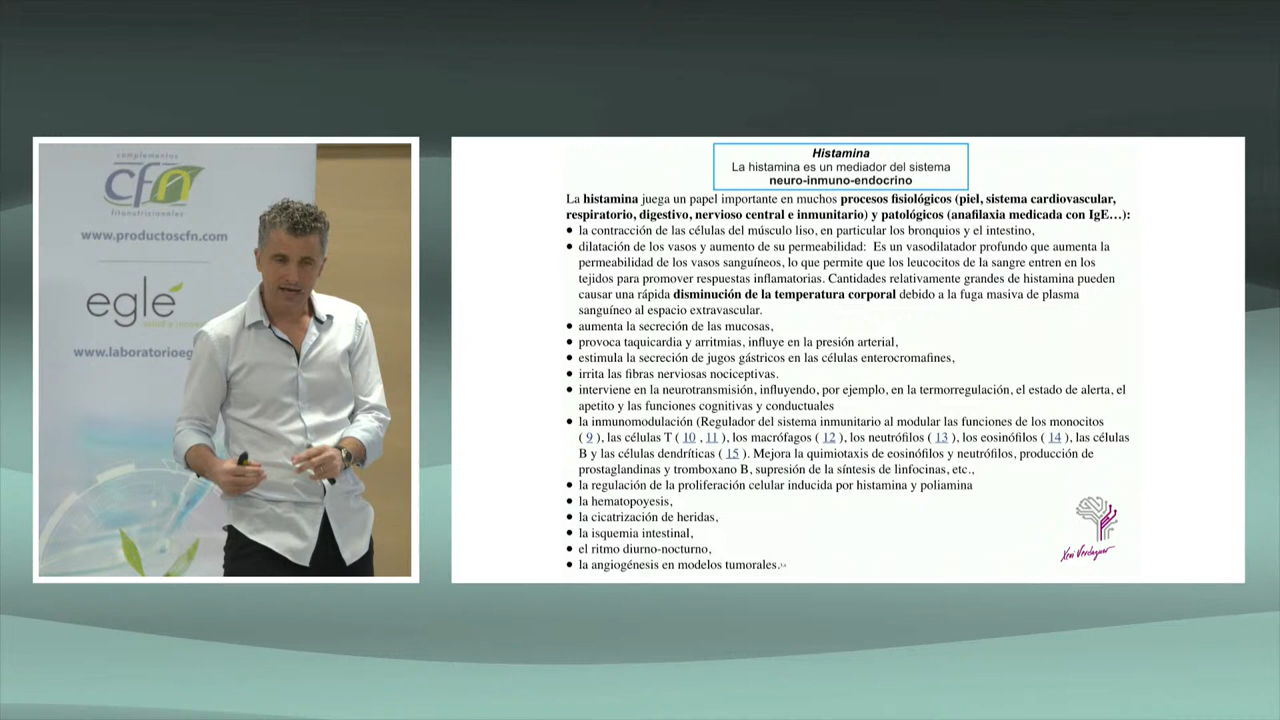 complementos
cfn
fitonutricionales
www.productoscfn.com
eglé
salud y
www.laboratorioeg
Histamina
La histamina es un mediador del sistema
neuro-inmuno-endocrino
La histamina juega un papel importante en muchos procesos fisiológicos (piel, sistema cardiovascular,
respiratorio, digestivo, nervioso central e inmunitario) y patológicos (anafilaxia medicada con IgE…):
• la contracción de las células del músculo liso, en particular los bronquios y el intestino,
• dilatación de los vasos y aumento de su permeabilidad: Es un vasodilatador profundo que aumenta la
permeabilidad de los vasos sanguíneos, lo que permite que los leucocitos de la sangre entren en los
tejidos para promover respuestas inflamatorias. Cantidades relativamente grandes de histamina pueden
causar una rápida disminución de la temperatura corporal debido a la fuga masiva de plasma
sanguíneo al espacio extravascular.
• aumenta la secreción de las mucosas,
• provoca taquicardia y arritmias, influye en la presión arterial,
• estimula la secreción de jugos gástricos en las células enterocromafines,
• irrita las fibras nerviosas nociceptivas.
• interviene en la neurotransmisión, influyendo, por ejemplo, en la termorregulación, el estado de alerta, el
apetito y las funciones cognitivas y conductuales
• la inmunomodulación (Regulador del sistema inmunitario al modular las funciones de los monocitos
( 9 ), las células T ( 10 , 11 ), los macrófagos ( 12 ), los neutrófilos ( 13 ), los eosinófilos ( 14 ), las células
B y las células dendríticas ( 15 ). Mejora la quimiotaxis de eosinófilos y neutrófilos, producción de
prostaglandinas y tromboxano B, supresión de la síntesis de linfocinas, etc.,
• la regulación de la proliferación celular inducida por histamina y poliamina
• la hematopoyesis,
• la cicatrización de heridas,
• la isquemia intestinal,
• el ritmo diurno-nocturno,
• la angiogénesis en modelos tumorales.
Xevi Verdaguer